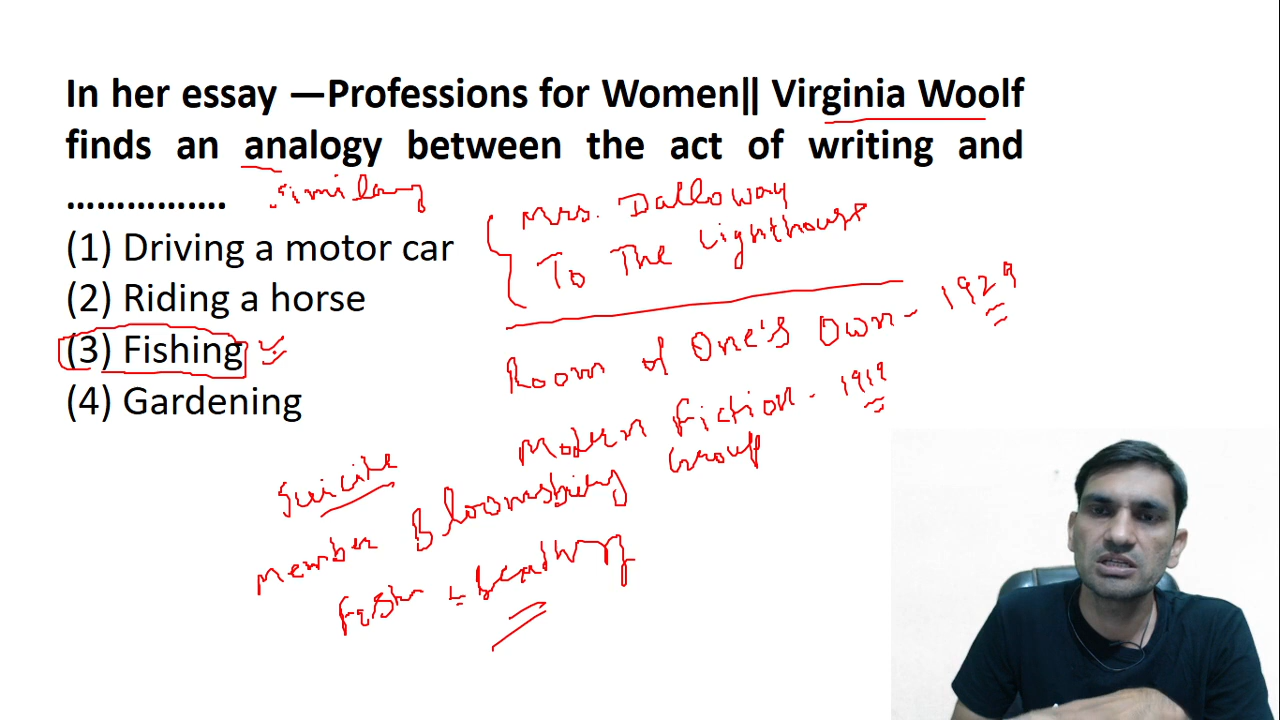 In her essay —Professions for Women‖ Virginia Woolf
finds an analogy between the act of writing and
................
similarity
(1) Driving a motor car
(2) Riding a horse
(3) Fishing
(4) Gardening
Mrs. Dalloway
To The Lighthouse
Room of One's Own - 1929
Modern Fiction - 1919
Suicide
Member Bloomsbury Group